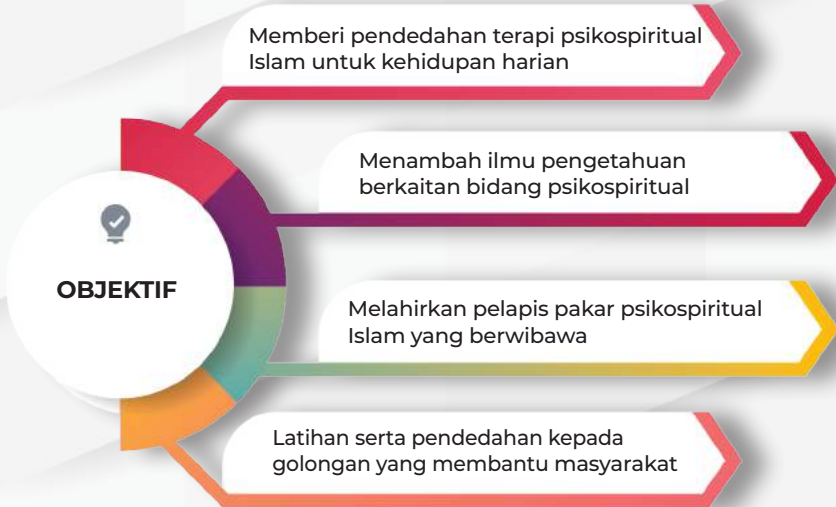 Memberi pendedahan terapi psikospiritual
Islam untuk kehidupan harian
Menambah ilmu pengetahuan
berkaitan bidang psikospiritual
OBJEKTIF
Melahirkan pelapis pakar psikospiritual
Islam yang berwibawa
Latihan serta pendedahan kepada
golongan yang membantu masyarakat